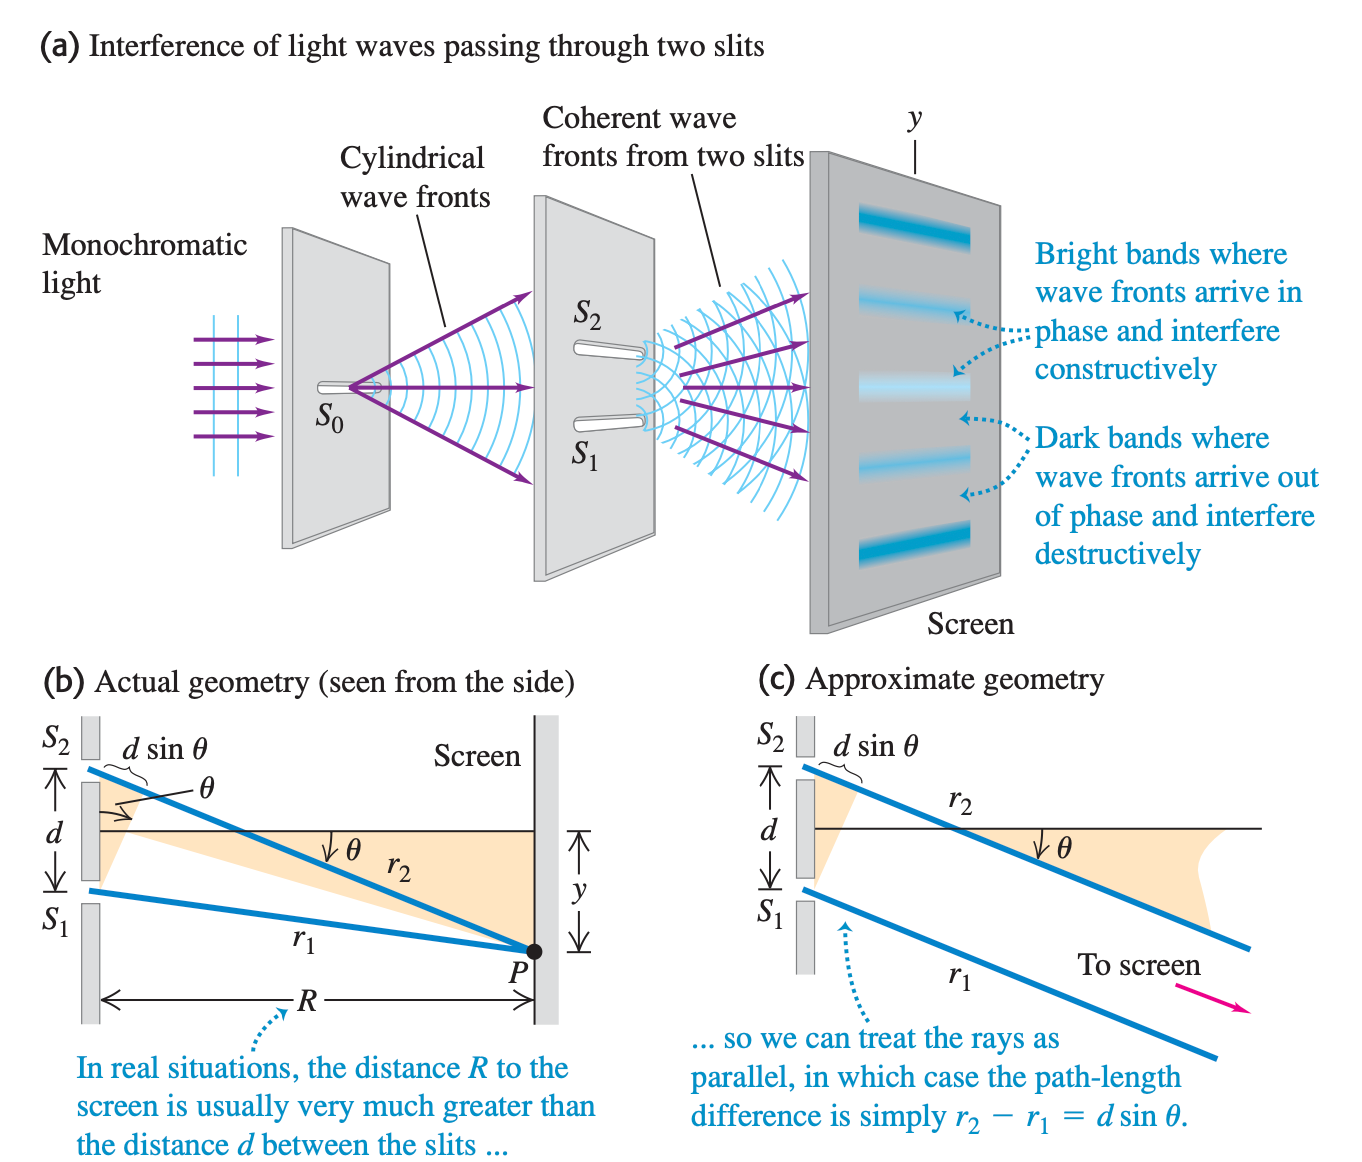 (a) Interference of light waves passing through two slits
Coherent wave
fronts from two slits
y
Cylindrical
wave fronts
Monochromatic
light
S₀
S₂
S₁
Bright bands where
wave fronts arrive in
phase and interfere
constructively
Dark bands where
wave fronts arrive out
of phase and interfere
destructively
Screen
(b) Actual geometry (seen from the side)
S₂
d sin θ
Screen
θ
d
θ
r₂
y
S₁
r₁
P
R
In real situations, the distance R to the
screen is usually very much greater than
the distance d between the slits ...
(c) Approximate geometry
S₂
d sin θ
r₂
d
θ
S₁
r₁
To screen
... so we can treat the rays as
parallel, in which case the path-length
difference is simply r₂ − r₁ = d sin θ.